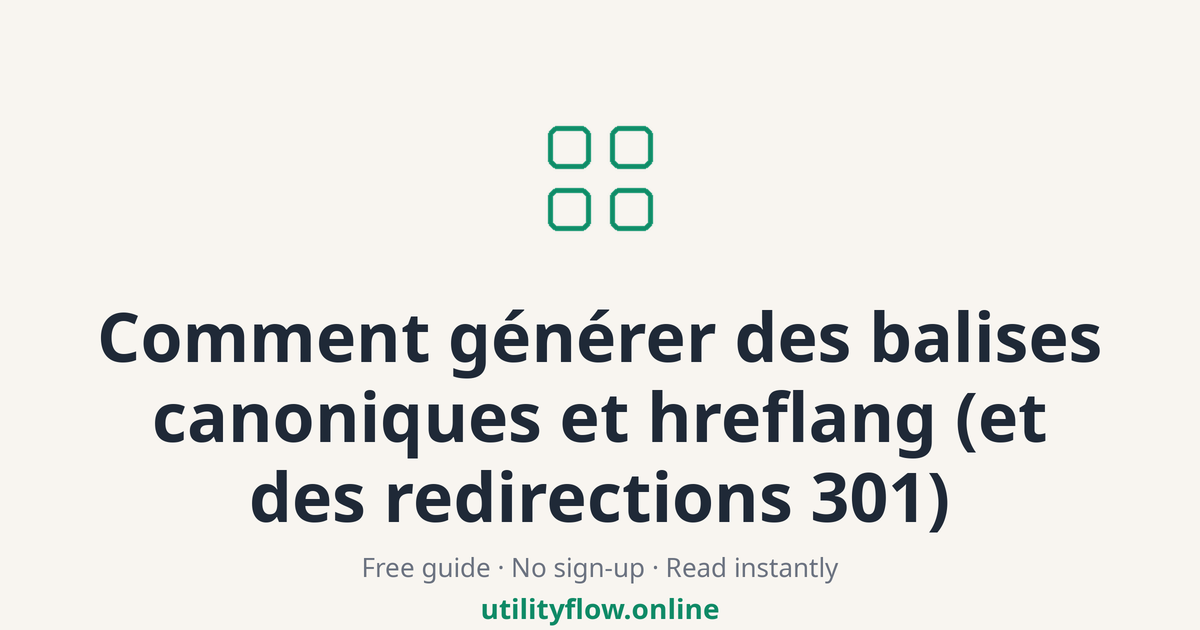 Comment générer des balises
canoniques et hreflang (et
des redirections 301)
Free guide · No sign-up · Read instantly
utilityflow.online